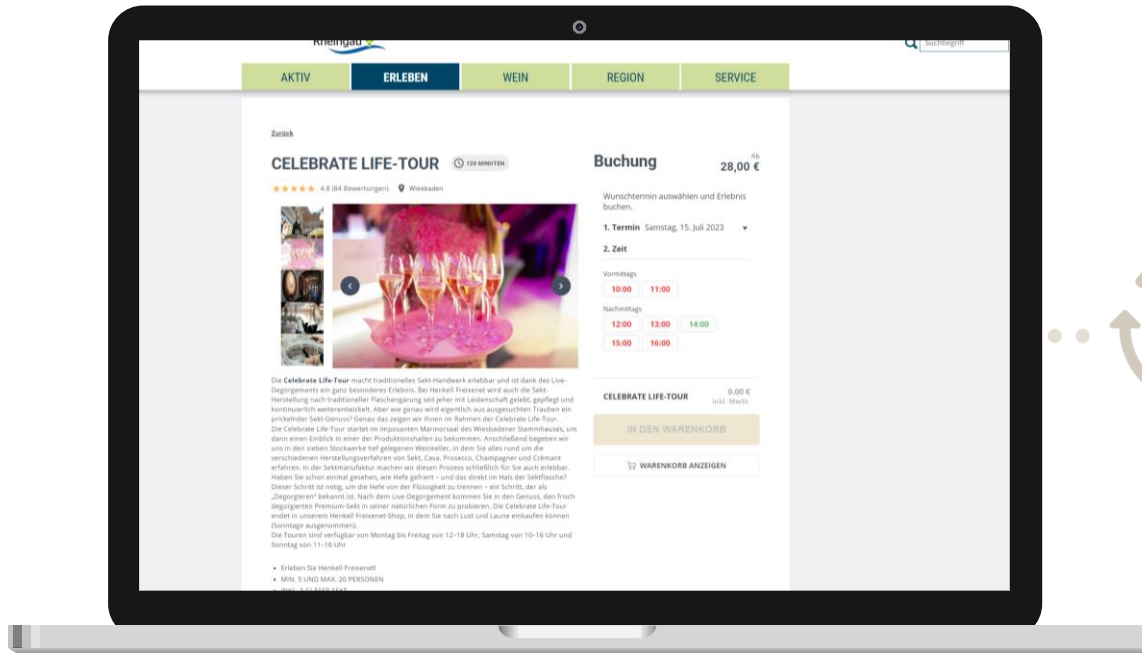 Rheingau
Suchbegriff
AKTIV
ERLEBEN
WEIN
REGION
SERVICE
Zurück
CELEBRATE LIFE-TOUR
120 MINUTEN
4.8 (84 Bewertungen)
Wiesbaden
Die Celebrate Life-Tour macht traditionelles Sekt-Handwerk erlebbar und ist dank des Live-
Degorgements ein ganz besonderes Erlebnis. Bei Henkell Freixenet wird auch die Sekt-
Herstellung nach traditioneller Flaschengärung seit jeher mit Leidenschaft gelebt, gepflegt und
kontinuierlich weiterentwickelt. Aber wie genau wird eigentlich aus ausgesuchten Trauben ein
prickelnder Sekt-Genuss? Genau das zeigen wir Ihnen im Rahmen der Celebrate Life-Tour.
Die Celebrate Life-Tour startet im imposanten Marmorsaal des Wiesbadener Stammhauses, um
dann einen Einblick in einer der Produktionshallen zu bekommen. Anschließend begeben wir
uns in den sieben Stockwerke tief gelegenen Weinkeller, in dem Sie alles rund um die
verschiedenen Herstellungsverfahren von Sekt, Cava, Prosecco, Champagner und Crémant
erfahren. In der Sektmanufaktur machen wir diesen Prozess schließlich für Sie auch erlebbar.
Haben Sie schon einmal gesehen, wie Hefe gefriert – und das direkt im Hals der Sektflasche?
Dieser Schritt ist nötig, um die Hefe von der Flüssigkeit zu trennen – ein Schritt, der als
„Degorgieren" bekannt ist. Nach dem Live-Degorgement kommen Sie in den Genuss, den frisch
degorgierten Premium-Sekt in seiner natürlichen Form zu probieren. Die Celebrate Life-Tour
endet in unserem Henkell Freixenet-Shop, in dem Sie nach Lust und Laune einkaufen können
(Sonntage ausgenommen).
Die Touren sind verfügbar von Montag bis Freitag von 12–18 Uhr, Samstag von 10–16 Uhr und
Sonntag von 11–16 Uhr
• Erleben Sie Henkell Freixenet!
• MIN. 5 UND MAX. 20 PERSONEN
Buchung
Ab
28,00 €
Wunschtermin auswählen und Erlebnis
buchen.
1. Termin Samstag, 15. Juli 2023
2. Zeit
Vormittags
10:00 11:00
Nachmittags
12:00 13:00 14:00
15:00 16:00
CELEBRATE LIFE-TOUR
0.00 €
inkl. MwSt.
IN DEN WARENKORB
WARENKORB ANZEIGEN